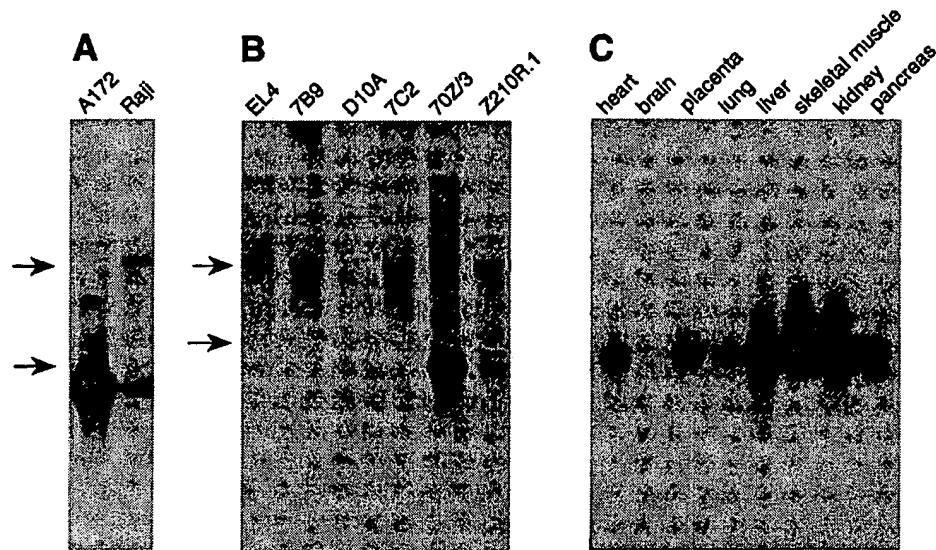 A
A172
Raji
B
EL4
7B9
D10A
7C2
70Z/3
Z210R.1
C
heart
brain
placenta
lung
liver
skeletal muscle
kidney
pancreas